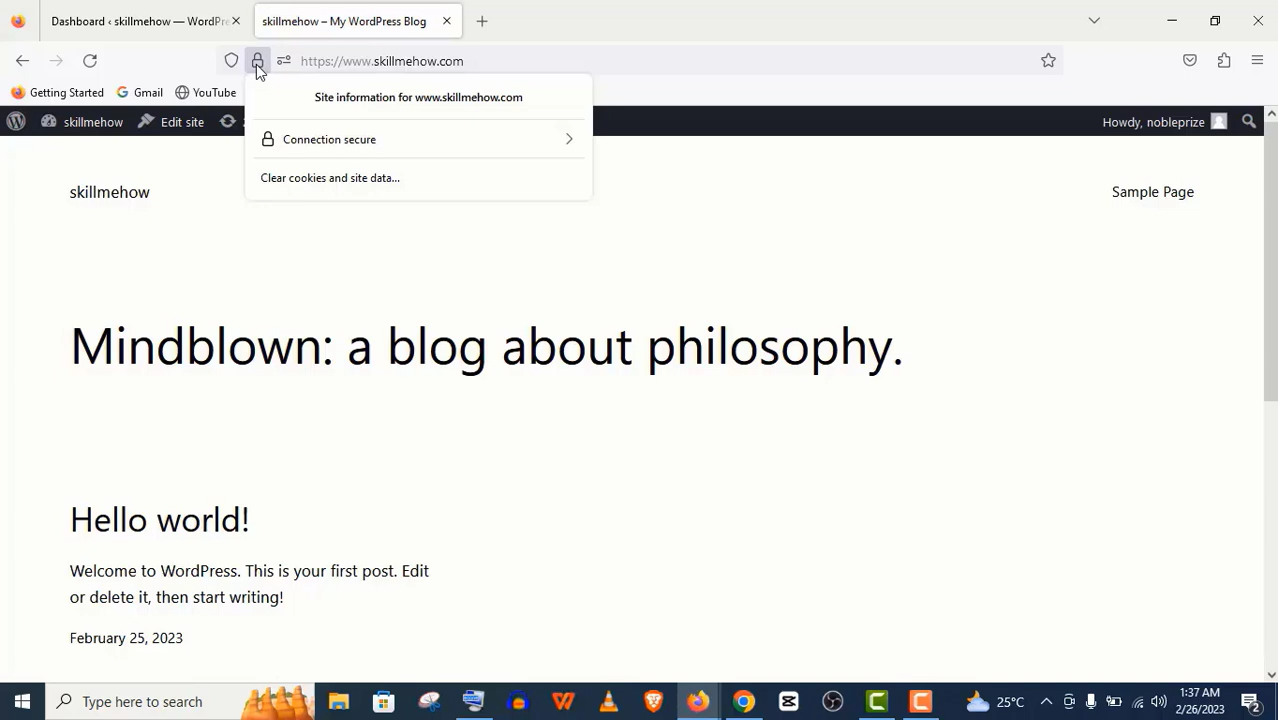 Dashboard ‹ skillmehow — WordPre
skillmehow – My WordPress Blog
https://www.skillmehow.com
Getting Started
Gmail
YouTube
Site information for www.skillmehow.com
Connection secure
Clear cookies and site data...
skillmehow
Edit site
Howdy, nobleprize
skillmehow
Sample Page
Mindblown: a blog about philosophy.
Hello world!
Welcome to WordPress. This is your first post. Edit
or delete it, then start writing!
February 25, 2023
Type here to search
25°C
1:37 AM
2/26/2023
2